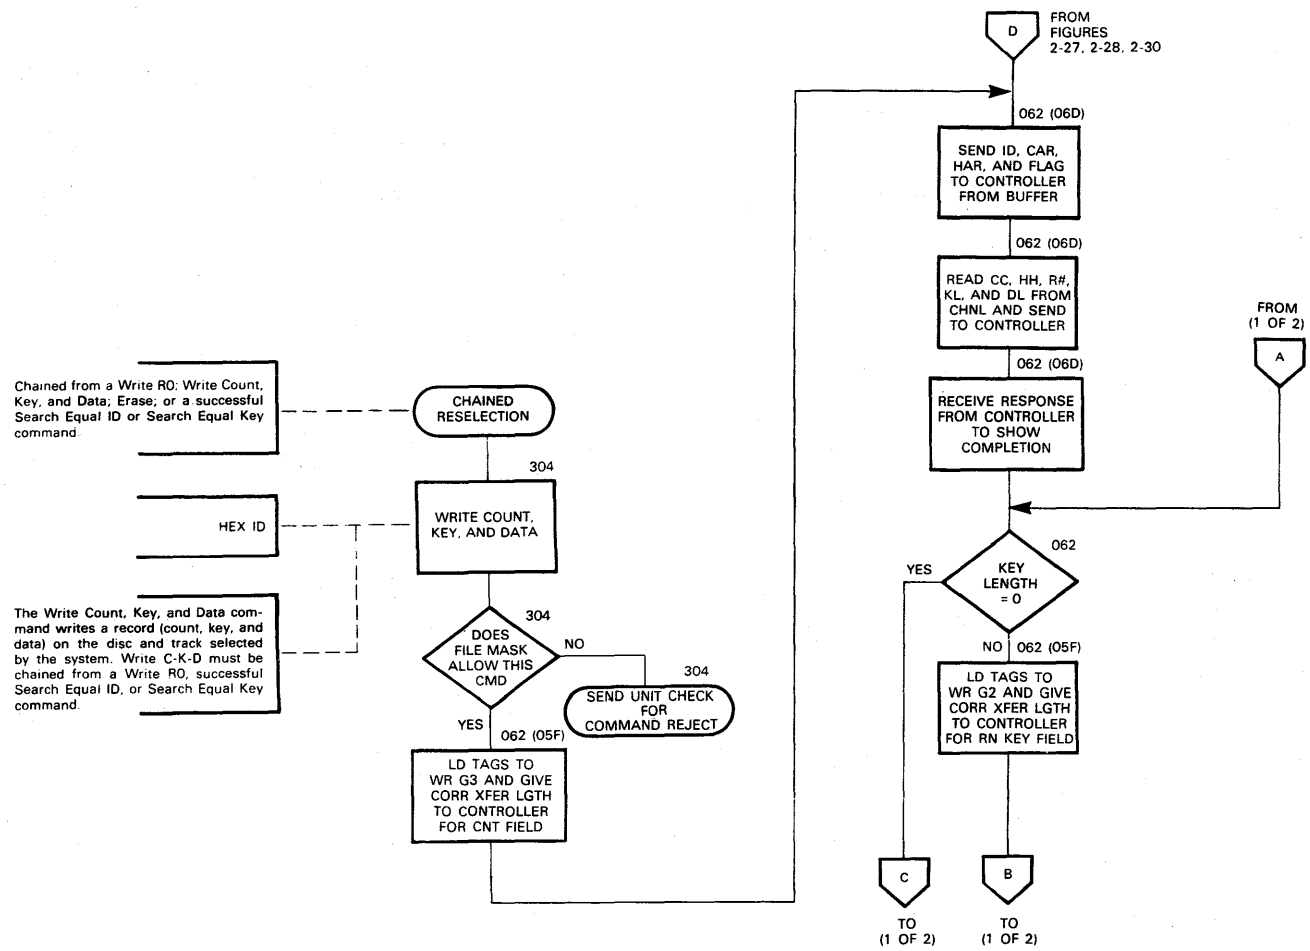 Chained from a Write R0; Write Count,
Key, and Data; Erase; or a successful
Search Equal ID or Search Equal Key
command.
HEX ID
The Write Count, Key, and Data com-
mand writes a record (count, key, and
data) on the disc and track selected
by the system. Write C-K-D must be
chained from a Write R0, successful
Search Equal ID, or Search Equal Key
command.
CHAINED
RESELECTION
304
WRITE COUNT,
KEY, AND DATA
304
DOES
FILE MASK
ALLOW THIS
CMD
NO
304
SEND UNIT CHECK
FOR
COMMAND REJECT
YES
062 (05F)
LD TAGS TO
WR G3 AND GIVE
CORR XFER LGTH
TO CONTROLLER
FOR CNT FIELD
D
FROM
FIGURES
2-27, 2-28, 2-30
062 (06D)
SEND ID, CAR,
HAR, AND FLAG
TO CONTROLLER
FROM BUFFER
062 (06D)
READ CC, HH, R#,
KL, AND DL FROM
CHNL AND SEND
TO CONTROLLER
062 (06D)
RECEIVE RESPONSE
FROM CONTROLLER
TO SHOW
COMPLETION
FROM
(1 OF 2)
A
062
KEY
LENGTH
= 0
YES
NO
062 (05F)
LD TAGS TO
WR G2 AND GIVE
CORR XFER LGTH
TO CONTROLLER
FOR RN KEY FIELD
C
TO
(1 OF 2)
B
TO
(1 OF 2)